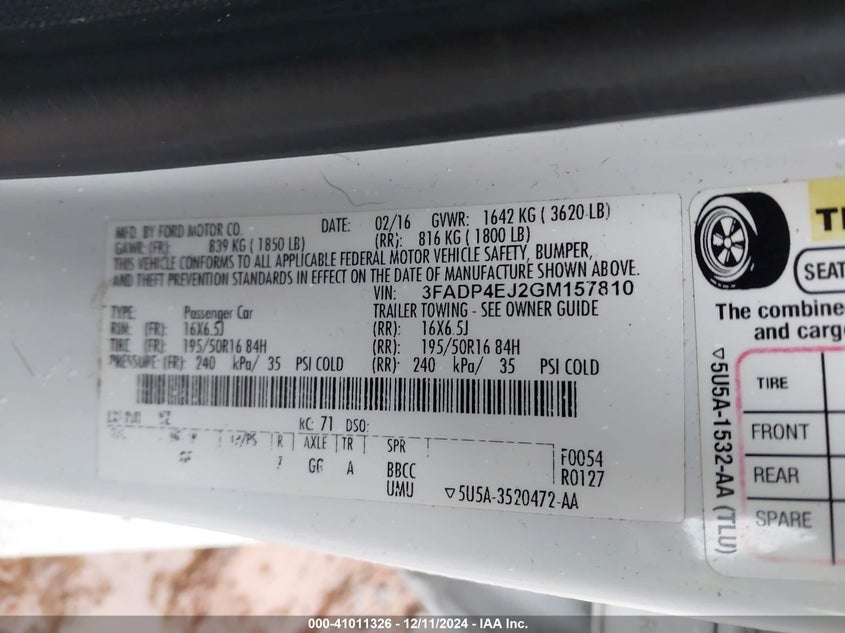 MFD. BY FORD MOTOR CO. DATE: 02/16 GVWR: 1642 KG ( 3620 LB)
GAWR: (FR): 839 KG ( 1850 LB) (RR): 816 KG ( 1800 LB)
THIS VEHICLE CONFORMS TO ALL APPLICABLE FEDERAL MOTOR VEHICLE SAFETY, BUMPER,
AND THEFT PREVENTION STANDARDS IN EFFECT ON THE DATE OF MANUFACTURE SHOWN ABOVE.
VIN: 3FADP4EJ2GM157810
TYPE: Passenger Car TRAILER TOWING - SEE OWNER GUIDE
RIM: (FR): 16X6.5J (RR): 16X6.5J
TIRE (FR): 195/50R16 84H (RR): 195/50R16 84H
PRESSURE (FR): 240 kPa/ 35 PSI COLD (RR): 240 kPa/ 35 PSI COLD
RC: 71 DSO:
R AXLE TR SPR
GG A BBCC
UMU
F0054
R0127
▽5U5A-3520472-AA
▽5U5A-1532-AA (TLU)
SEAT
The combine
and cargo
TIRE
FRONT
REAR
SPARE
000-41011326 - 12/11/2024 - IAA Inc.